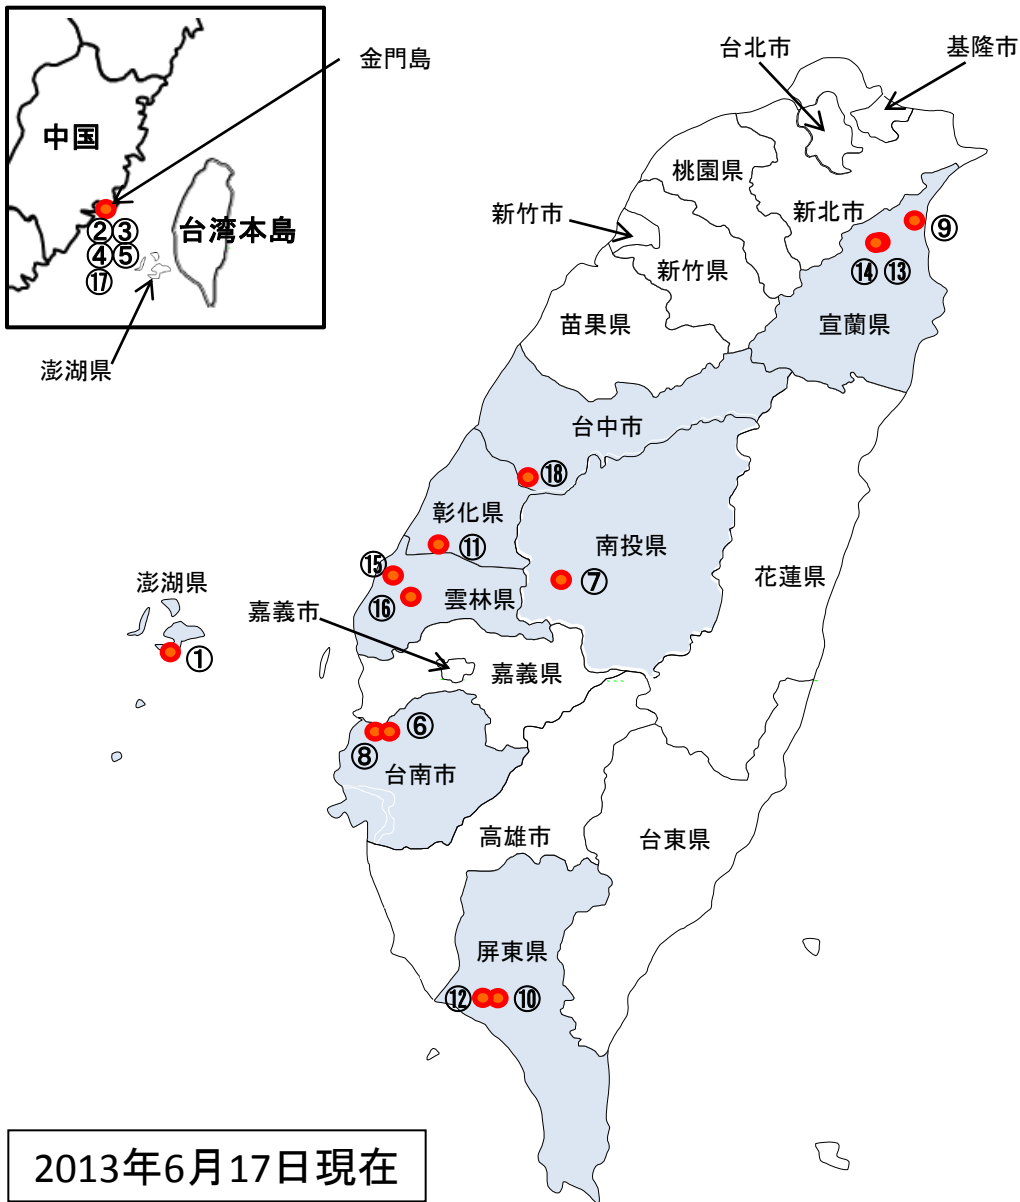 金門島
中国
台湾本島
②③
④⑤
⑰
澎湖県
台北市
基隆市
桃園県
新竹市
新北市
⑨
新竹県
⑭⑬
宜蘭県
苗果県
台中市
⑱
彰化県
⑪
南投県
⑮
⑦
花蓮県
澎湖県
⑯
雲林県
嘉義市
①
嘉義県
⑥
⑧
台南市
高雄市
台東県
屏東県
⑫
⑩
2013年6月17日現在